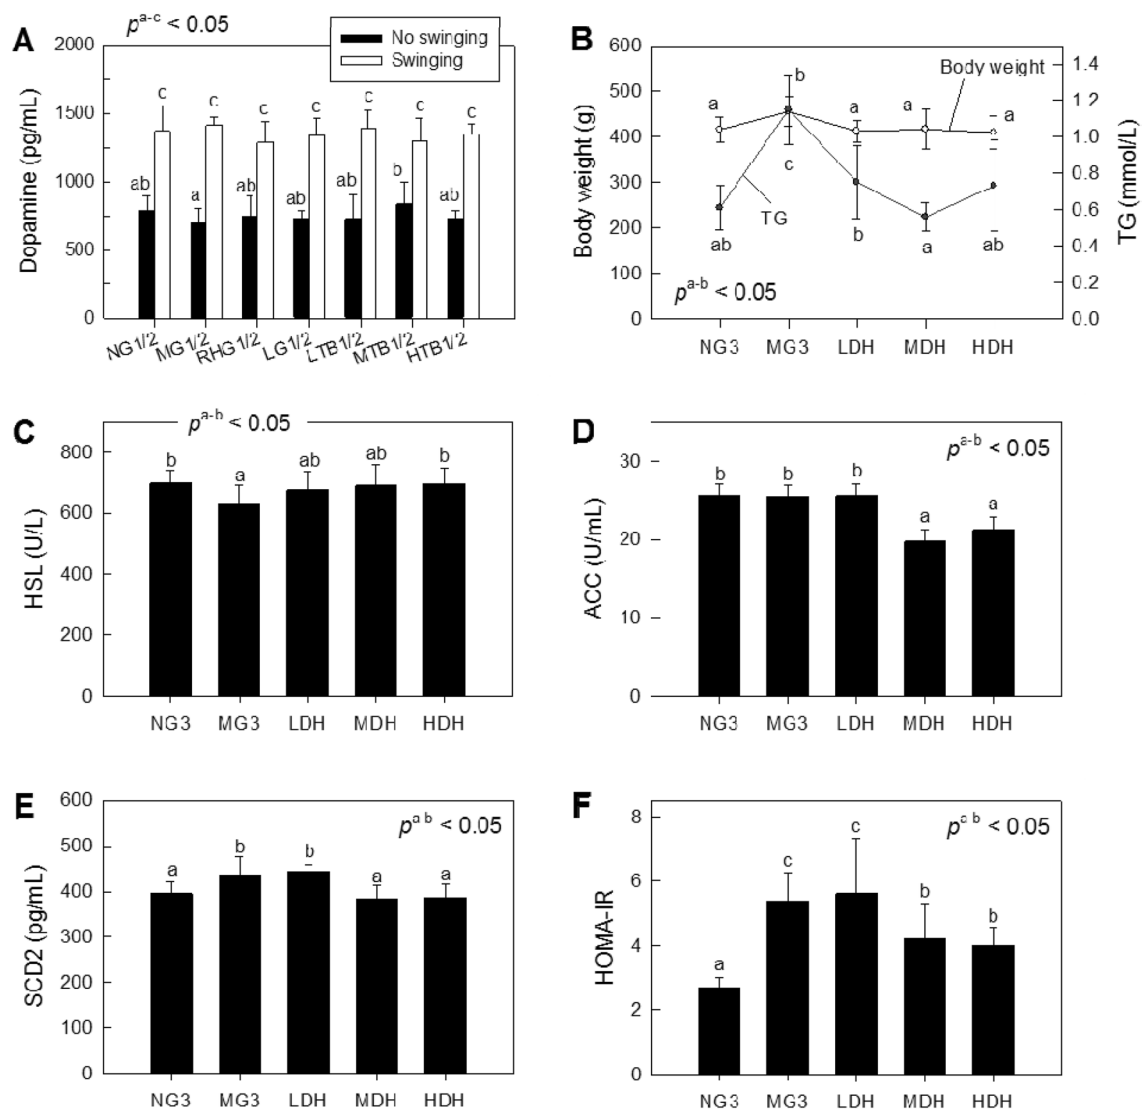 A
p^a-c < 0.05
No swinging
Swinging
Dopamine (pg/mL)
2000
1500
1000
500
0
c c c c c c c
ab a ab ab ab b ab
NG1/2 MG1/2 RHG1/2 LG1/2 LTB1/2 MTB1/2 HTB1/2
B
Body weight (g)
600
500
400
300
200
100
0
TG (mmol/L)
1.4
1.2
1.0
0.8
0.6
0.4
0.2
0.0
Body weight
a b a a a
TG
ab c b a ab
p^a-b < 0.05
NG3 MG3 LDH MDH HDH
C
p^a-b < 0.05
HSL (U/L)
800
600
400
200
0
b a ab ab b
NG3 MG3 LDH MDH HDH
D
p^a-b < 0.05
ACC (U/mL)
30
20
10
0
b b b a a
NG3 MG3 LDH MDH HDH
E
p^a b < 0.05
SCD2 (pg/mL)
600
500
400
300
200
100
0
a b b a a
NG3 MG3 LDH MDH HDH
F
p^a b < 0.05
HOMA-IR
8
6
4
2
0
a c c b b
NG3 MG3 LDH MDH HDH